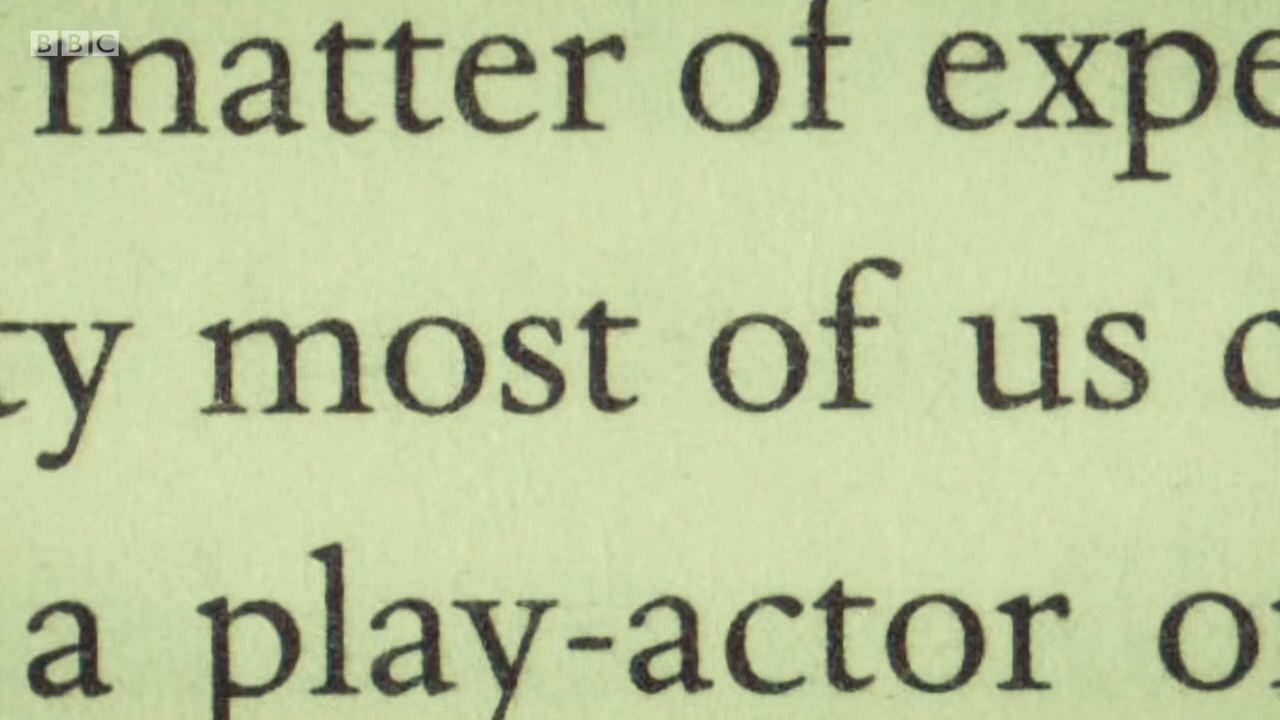 BBC
matter of expe
ty most of us
a play-actor